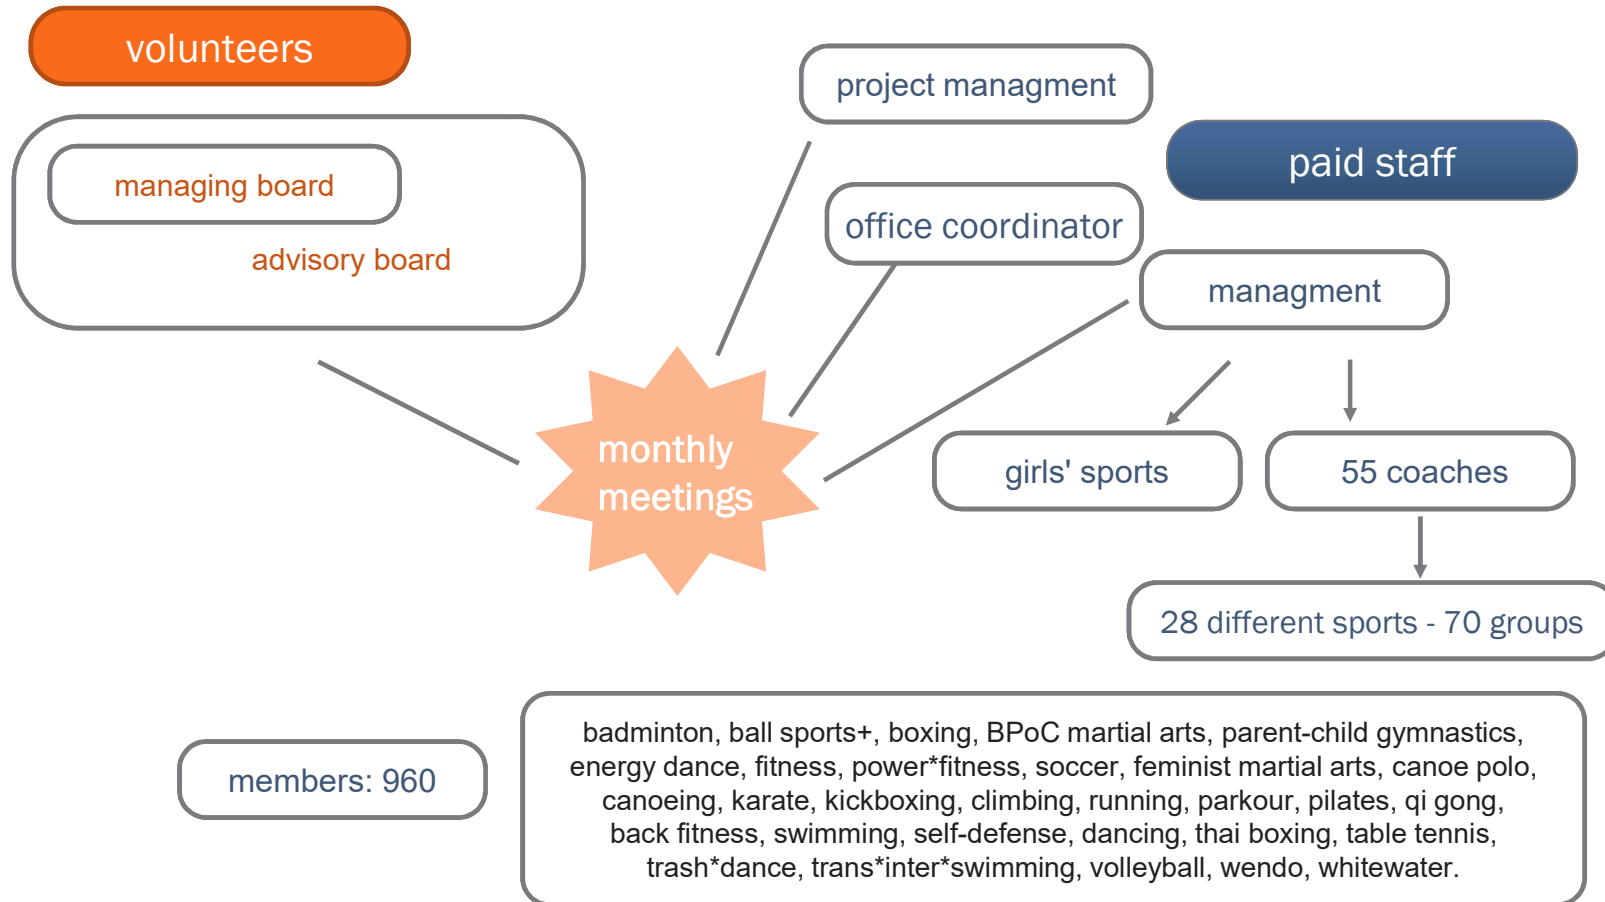 volunteers
project managment
managing board
paid staff
office coordinator
advisory board
managment
monthly
meetings
girls' sports
55 coaches
28 different sports - 70 groups
members: 960
badminton, ball sports+, boxing, BPoC martial arts, parent-child gymnastics,
energy dance, fitness, power*fitness, soccer, feminist martial arts, canoe polo,
canoeing, karate, kickboxing, climbing, running, parkour, pilates, qi gong,
back fitness, swimming, self-defense, dancing, thai boxing, table tennis,
trash*dance, trans*inter*swimming, volleyball, wendo, whitewater.